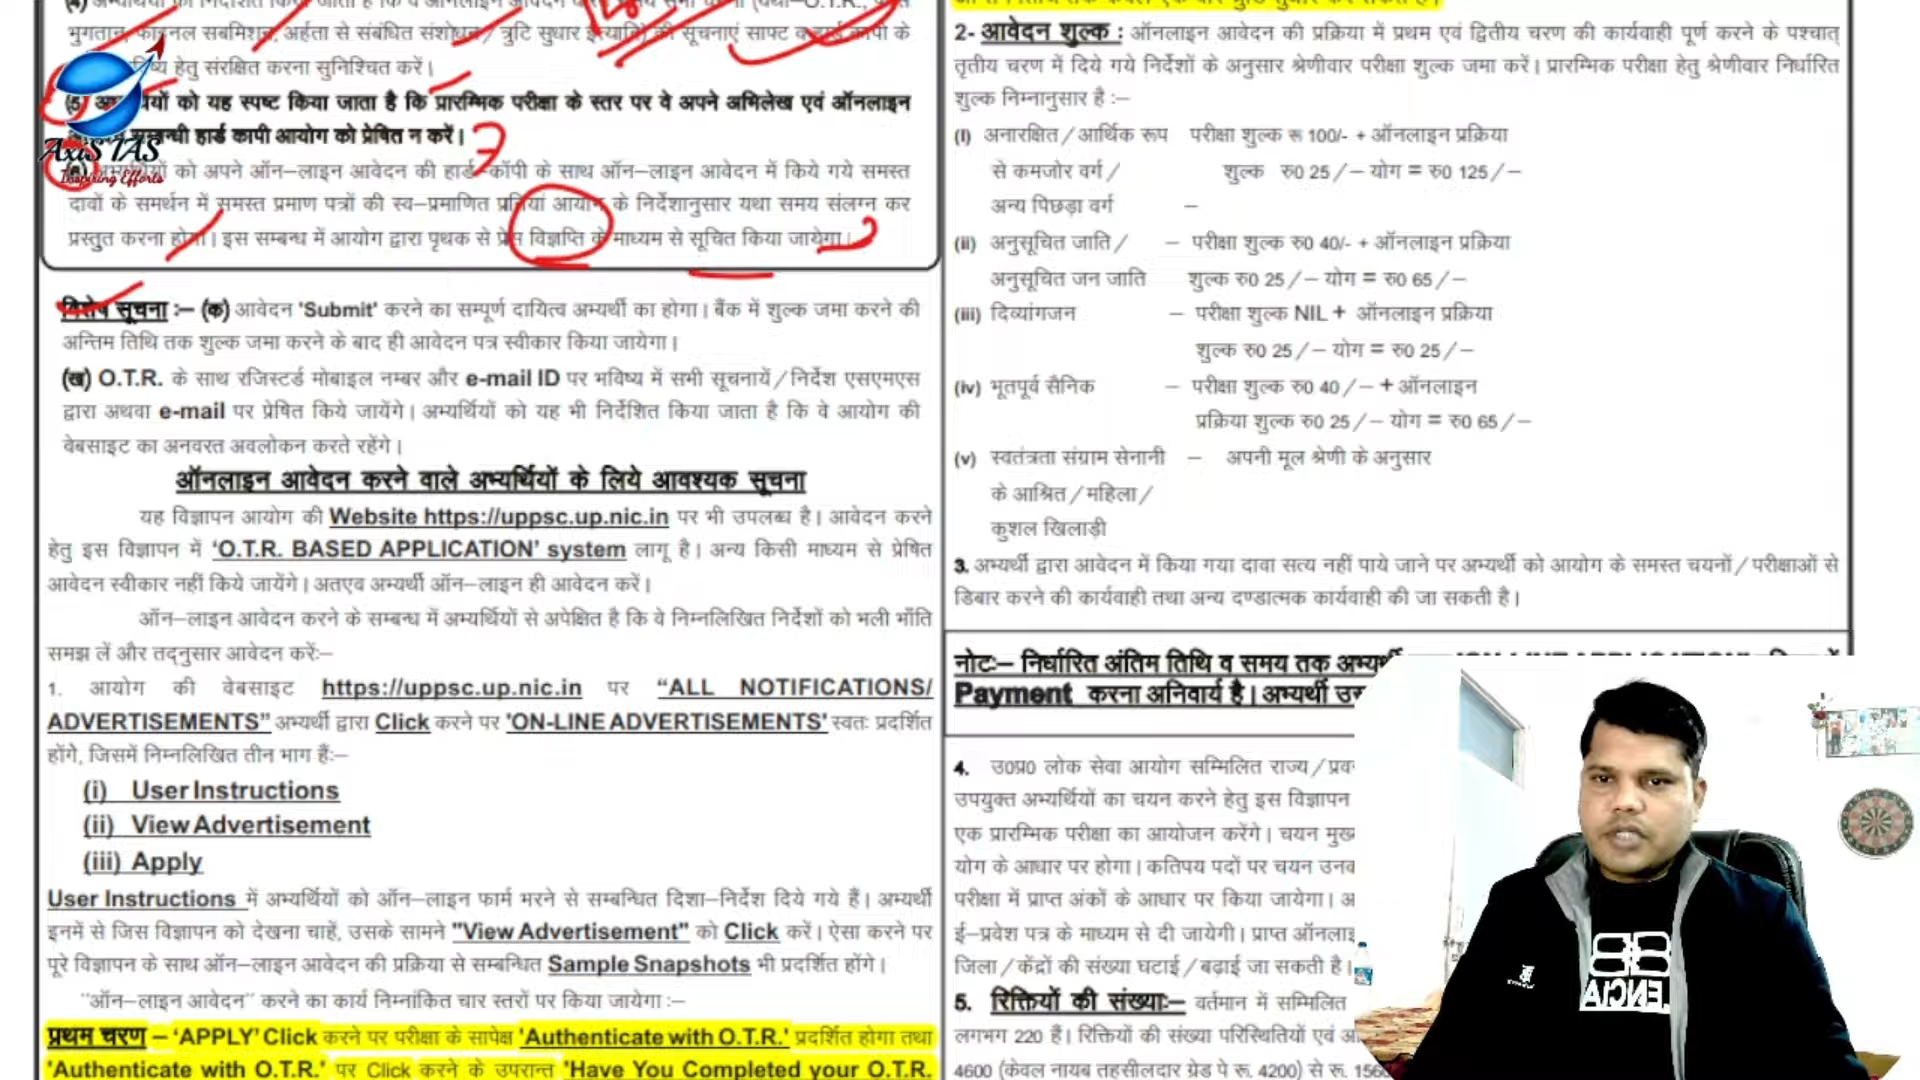 भुगतान, फाइनल सबमिशन, अर्हता से संबंधित संशोधन/त्रुटि सुधार इत्यादि की सूचनाएं साफ्ट व हार्ड कापी के
हेतु संरक्षित करना सुनिश्चित करें।
को यह स्पष्ट किया जाता है कि प्रारम्भिक परीक्षा के स्तर पर वे अपने अभिलेख एवं ऑनलाइन
सम्बन्धी हार्ड कापी आयोग को प्रेषित न करें।
AxiS IAS
Inspiring Efforts
को अपने ऑन–लाइन आवेदन की हार्ड–कॉपी के साथ ऑन–लाइन आवेदन में किये गये समस्त
दावों के समर्थन में समस्त प्रमाण पत्रों की स्व–प्रमाणित प्रतियां आयोग के निर्देशानुसार यथा समय संलग्न कर
प्रस्तुत करना होगा। इस सम्बन्ध में आयोग द्वारा पृथक से प्रेस विज्ञप्ति के माध्यम से सूचित किया जायेगा।
विशेष सूचना :– (क) आवेदन 'Submit' करने का सम्पूर्ण दायित्व अभ्यर्थी का होगा। बैंक में शुल्क जमा करने की
अन्तिम तिथि तक शुल्क जमा करने के बाद ही आवेदन पत्र स्वीकार किया जायेगा।
(ख) O.T.R. के साथ रजिस्टर्ड मोबाइल नम्बर और e-mail ID पर भविष्य में सभी सूचनायें/निर्देश एसएमएस
द्वारा अथवा e-mail पर प्रेषित किये जायेंगे। अभ्यर्थियों को यह भी निर्देशित किया जाता है कि वे आयोग की
वेबसाइट का अनवरत अवलोकन करते रहेंगे।
ऑनलाइन आवेदन करने वाले अभ्यर्थियों के लिये आवश्यक सूचना
यह विज्ञापन आयोग की Website https://uppsc.up.nic.in पर भी उपलब्ध है। आवेदन करने
हेतु इस विज्ञापन में 'O.T.R. BASED APPLICATION' system लागू है। अन्य किसी माध्यम से प्रेषित
आवेदन स्वीकार नहीं किये जायेंगे। अतएव अभ्यर्थी ऑन–लाइन ही आवेदन करें।
ऑन–लाइन आवेदन करने के सम्बन्ध में अभ्यर्थियों से अपेक्षित है कि वे निम्नलिखित निर्देशों को भली भाँति
समझ लें और तद्नुसार आवेदन करें:–
1. आयोग की वेबसाइट https://uppsc.up.nic.in पर "ALL NOTIFICATIONS/
ADVERTISEMENTS" अभ्यर्थी द्वारा Click करने पर 'ON-LINE ADVERTISEMENTS' स्वतः प्रदर्शित
होंगे, जिसमें निम्नलिखित तीन भाग हैं:–
(i) User Instructions
(ii) View Advertisement
(iii) Apply
User Instructions में अभ्यर्थियों को ऑन–लाइन फार्म भरने से सम्बन्धित दिशा–निर्देश दिये गये हैं। अभ्यर्थी
इनमें से जिस विज्ञापन को देखना चाहें, उसके सामने "View Advertisement" को Click करें। ऐसा करने पर
पूरे विज्ञापन के साथ ऑन–लाइन आवेदन की प्रक्रिया से सम्बन्धित Sample Snapshots भी प्रदर्शित होंगे।
"ऑन–लाइन आवेदन" करने का कार्य निम्नांकित चार स्तरों पर किया जायेगा :–
प्रथम चरण – 'APPLY' Click करने पर परीक्षा के सापेक्ष 'Authenticate with O.T.R.' प्रदर्शित होगा तथा
'Authenticate with O.T.R.' पर Click करने के उपरान्त 'Have You Completed your O.T.R.
2- आवेदन शुल्क : ऑनलाइन आवेदन की प्रक्रिया में प्रथम एवं द्वितीय चरण की कार्यवाही पूर्ण करने के पश्चात्
तृतीय चरण में दिये गये निर्देशों के अनुसार श्रेणीवार परीक्षा शुल्क जमा करें। प्रारम्भिक परीक्षा हेतु श्रेणीवार निर्धारित
शुल्क निम्नानुसार है :–
(i) अनारक्षित/आर्थिक रूप परीक्षा शुल्क रू 100/- + ऑनलाइन प्रक्रिया
से कमजोर वर्ग/ शुल्क रु0 25/– योग = रु0 125/–
अन्य पिछड़ा वर्ग –
(ii) अनुसूचित जाति/ – परीक्षा शुल्क रु0 40/- + ऑनलाइन प्रक्रिया
अनुसूचित जन जाति शुल्क रु0 25/– योग = रु0 65/–
(iii) दिव्यांगजन – परीक्षा शुल्क NIL + ऑनलाइन प्रक्रिया
शुल्क रु0 25/– योग = रु0 25/–
(iv) भूतपूर्व सैनिक – परीक्षा शुल्क रु0 40/– + ऑनलाइन
प्रक्रिया शुल्क रु0 25/– योग = रु0 65/–
(v) स्वतंत्रता संग्राम सेनानी – अपनी मूल श्रेणी के अनुसार
के आश्रित/महिला/
कुशल खिलाड़ी
3. अभ्यर्थी द्वारा आवेदन में किया गया दावा सत्य नहीं पाये जाने पर अभ्यर्थी को आयोग के समस्त चयनों/परीक्षाओं से
डिबार करने की कार्यवाही तथा अन्य दण्डात्मक कार्यवाही की जा सकती है।
नोटः– निर्धारित अंतिम तिथि व समय तक
Payment करना अनिवार्य है। अभ्यर्थी
4. उ0प्र0 लोक सेवा आयोग सम्मिलित राज्य/
उपयुक्त अभ्यर्थियों का चयन करने हेतु इस विज्ञापन
एक प्रारम्भिक परीक्षा का आयोजन करेंगे। चयन
योग के आधार पर होगा। कतिपय पदों पर चयन
परीक्षा में प्राप्त अंकों के आधार पर किया जायेगा।
ई–प्रवेश पत्र के माध्यम से दी जायेगी। प्राप्त
जिला/केंद्रों की संख्या घटाई/बढ़ाई जा सकती है।
5. रिक्तियों की संख्याः– वर्तमान में सम्मिलित
लगभग 220 हैं। रिक्तियों की संख्या परिस्थितियों एवं
4600 (केवल नायब तहसीलदार ग्रेड पे रू. 4200) से रू.